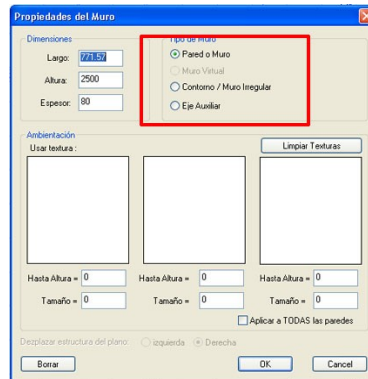 Propiedades del Muro
Dimensiones
Largo: 771.57
Altura: 2500
Espesor: 80
Tipo de Muro
Pared o Muro
Muro Virtual
Contorno / Muro Irregular
Eje Auxiliar
Ambientación
Usar textura :
Limpiar Texturas
Hasta Altura = 0 Hasta Altura = 0 Hasta Altura = 0
Tamaño = 0 Tamaño = 0 Tamaño = 0
Aplicar a TODAS las paredes
Desplazar estructura del plano: izquierda Derecha
Borrar OK Cancel